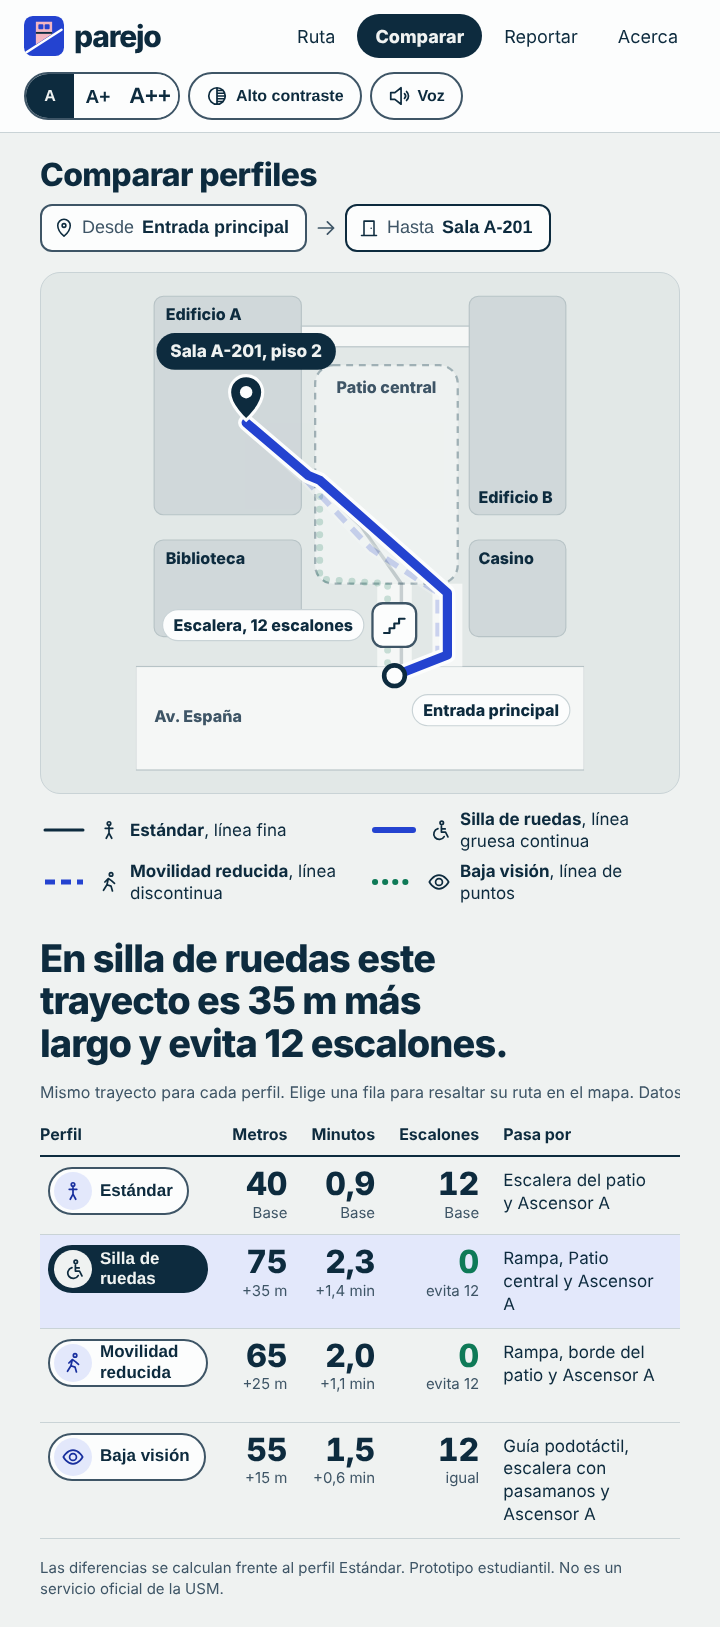 parejo
Ruta
Comparar
Reportar
Acerca
A
A+
A++
Alto contraste
Voz
Comparar perfiles
Desde Entrada principal
Hasta Sala A-201
Edificio A
Sala A-201, piso 2
Patio central
Edificio B
Biblioteca
Casino
Escalera, 12 escalones
Av. España
Entrada principal
Estándar, línea fina
Silla de ruedas, línea
gruesa continua
Movilidad reducida, línea
discontinua
Baja visión, línea de
puntos
En silla de ruedas este
trayecto es 35 m más
largo y evita 12 escalones.
Mismo trayecto para cada perfil. Elige una fila para resaltar su ruta en el mapa. Datos
Perfil Metros Minutos Escalones Pasa por
Estándar 40 0,9 12 Escalera del patio
Base Base Base y Ascensor A
Silla de
ruedas
75 2,3 0 Rampa, Patio
+35 m +1,4 min evita 12 central y Ascensor
A
Movilidad
reducida
65 2,0 0 Rampa, borde del
+25 m +1,1 min evita 12 patio y Ascensor A
Baja visión 55 1,5 12 Guía podotáctil,
+15 m +0,6 min igual escalera con
pasamanos y
Ascensor A
Las diferencias se calculan frente al perfil Estándar. Prototipo estudiantil. No es un
servicio oficial de la USM.